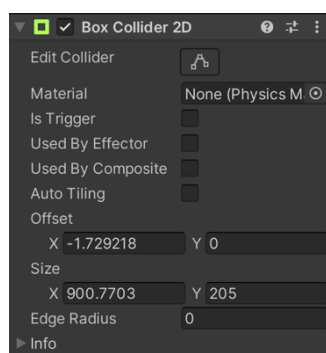 Box Collider 2D
Edit Collider
Material None (Physics M
Is Trigger
Used By Effector
Used By Composite
Auto Tiling
Offset
X -1.729218 Y 0
Size
X 900.7703 Y 205
Edge Radius 0
Info